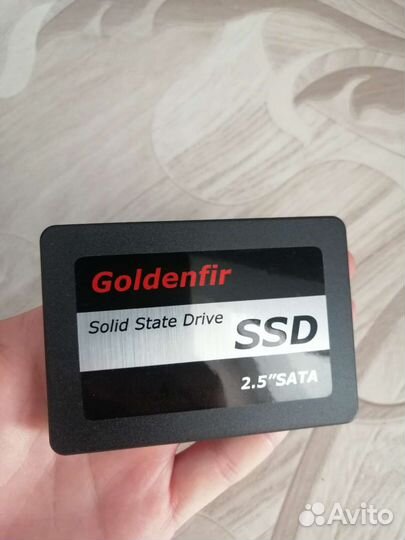 Goldenfir
Solid State Drive
SSD
2.5"SATA
Avito